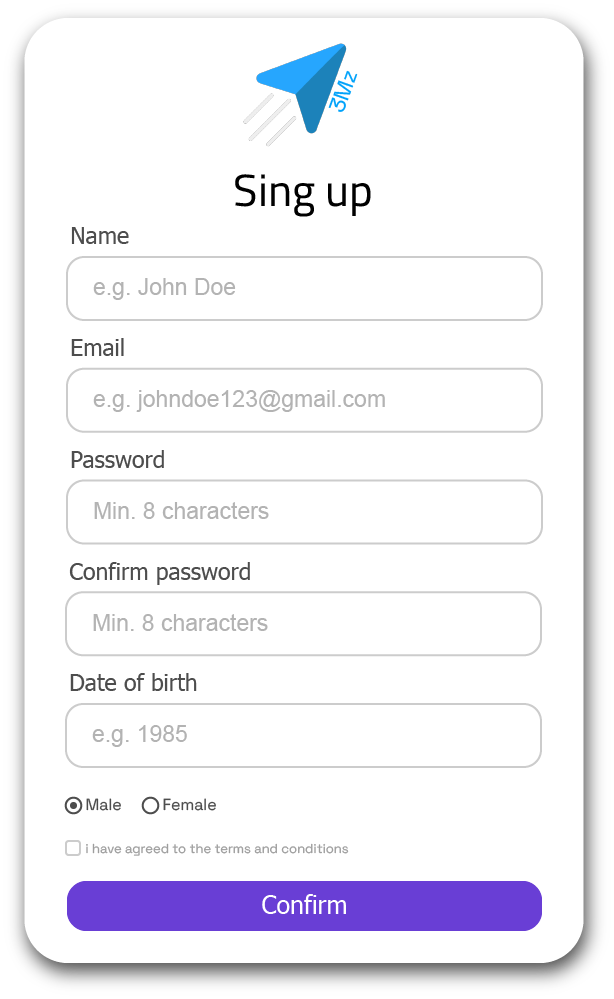 3Mz
Sing up
Name
e.g. John Doe
Email
e.g. johndoe123@gmail.com
Password
Min. 8 characters
Confirm password
Min. 8 characters
Date of birth
e.g. 1985
Male Female
i have agreed to the terms and conditions
Confirm